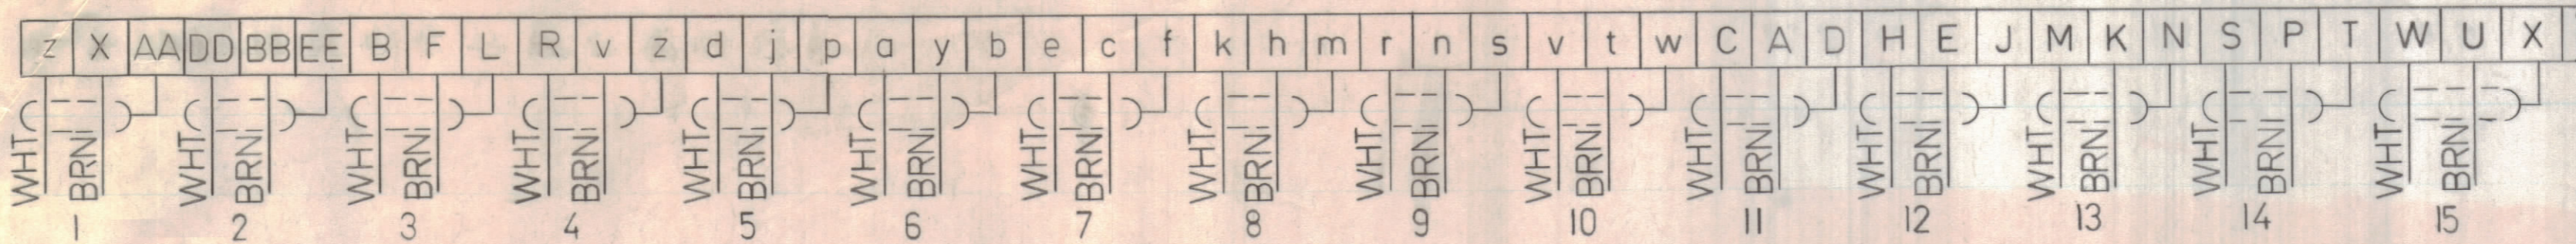 z X AA DD BB EE B F L R v z d j p a y b e c f k h m r n s v t w C A D H E J M K N S P T W U X
WHT BRN WHT BRN WHT BRN WHT BRN WHT BRN WHT BRN WHT BRN WHT BRN WHT BRN WHT BRN WHT BRN WHT BRN WHT BRN WHT BRN WHT BRN
1 2 3 4 5 6 7 8 9 10 11 12 13 14 15